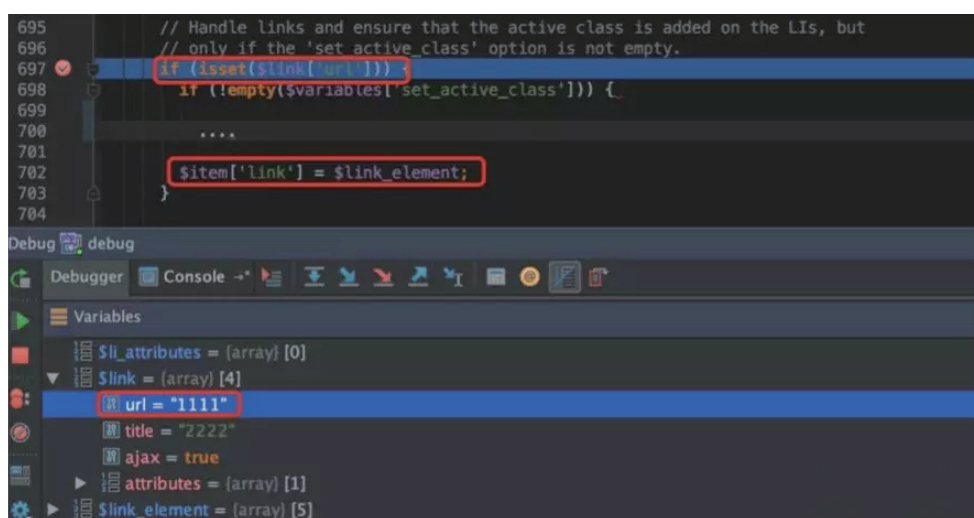 695 // Handle links and ensure that the active class is added on the LIs, but
696 // only if the 'set_active_class' option is not empty.
697 if (isset($link['url'])) {
698 if (!empty($variables['set_active_class'])) {
699
700 ....
701
702 $item['link'] = $link_element;
703 }
704
Debug debug
Debugger Console
Variables
$li_attributes = {array} [0]
$link = {array} [4]
url = "1111"
title = "2222"
ajax = true
attributes = {array} [1]
$link_element = {array} [5]